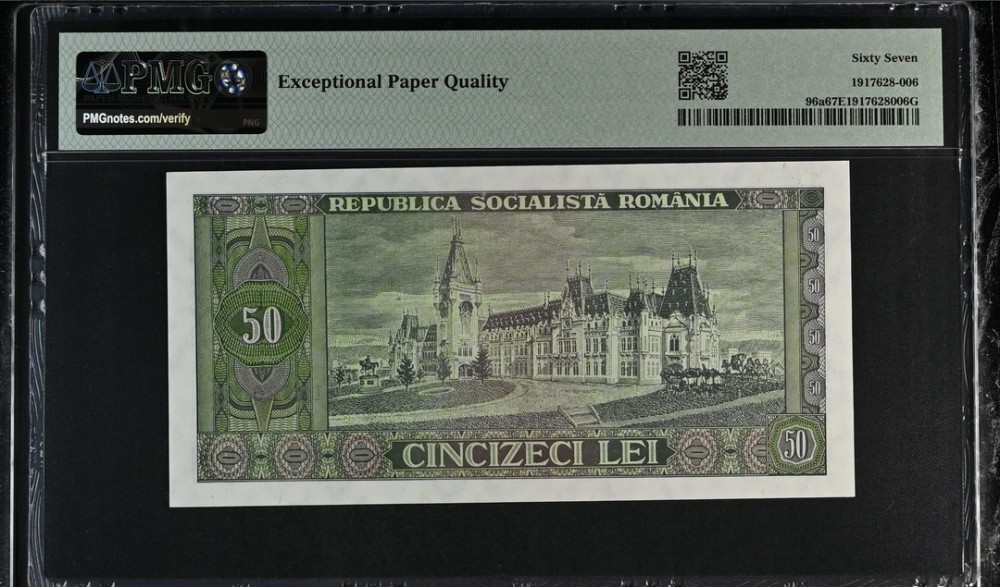 PMG
PMGnotes.com/verify
PNG
Exceptional Paper Quality
Sixty Seven
1917628-006
96a67E1917628006G
REPUBLICA SOCIALISTĂ ROMÂNIA
50
50
50
50
50
CINCIZECI LEI
50